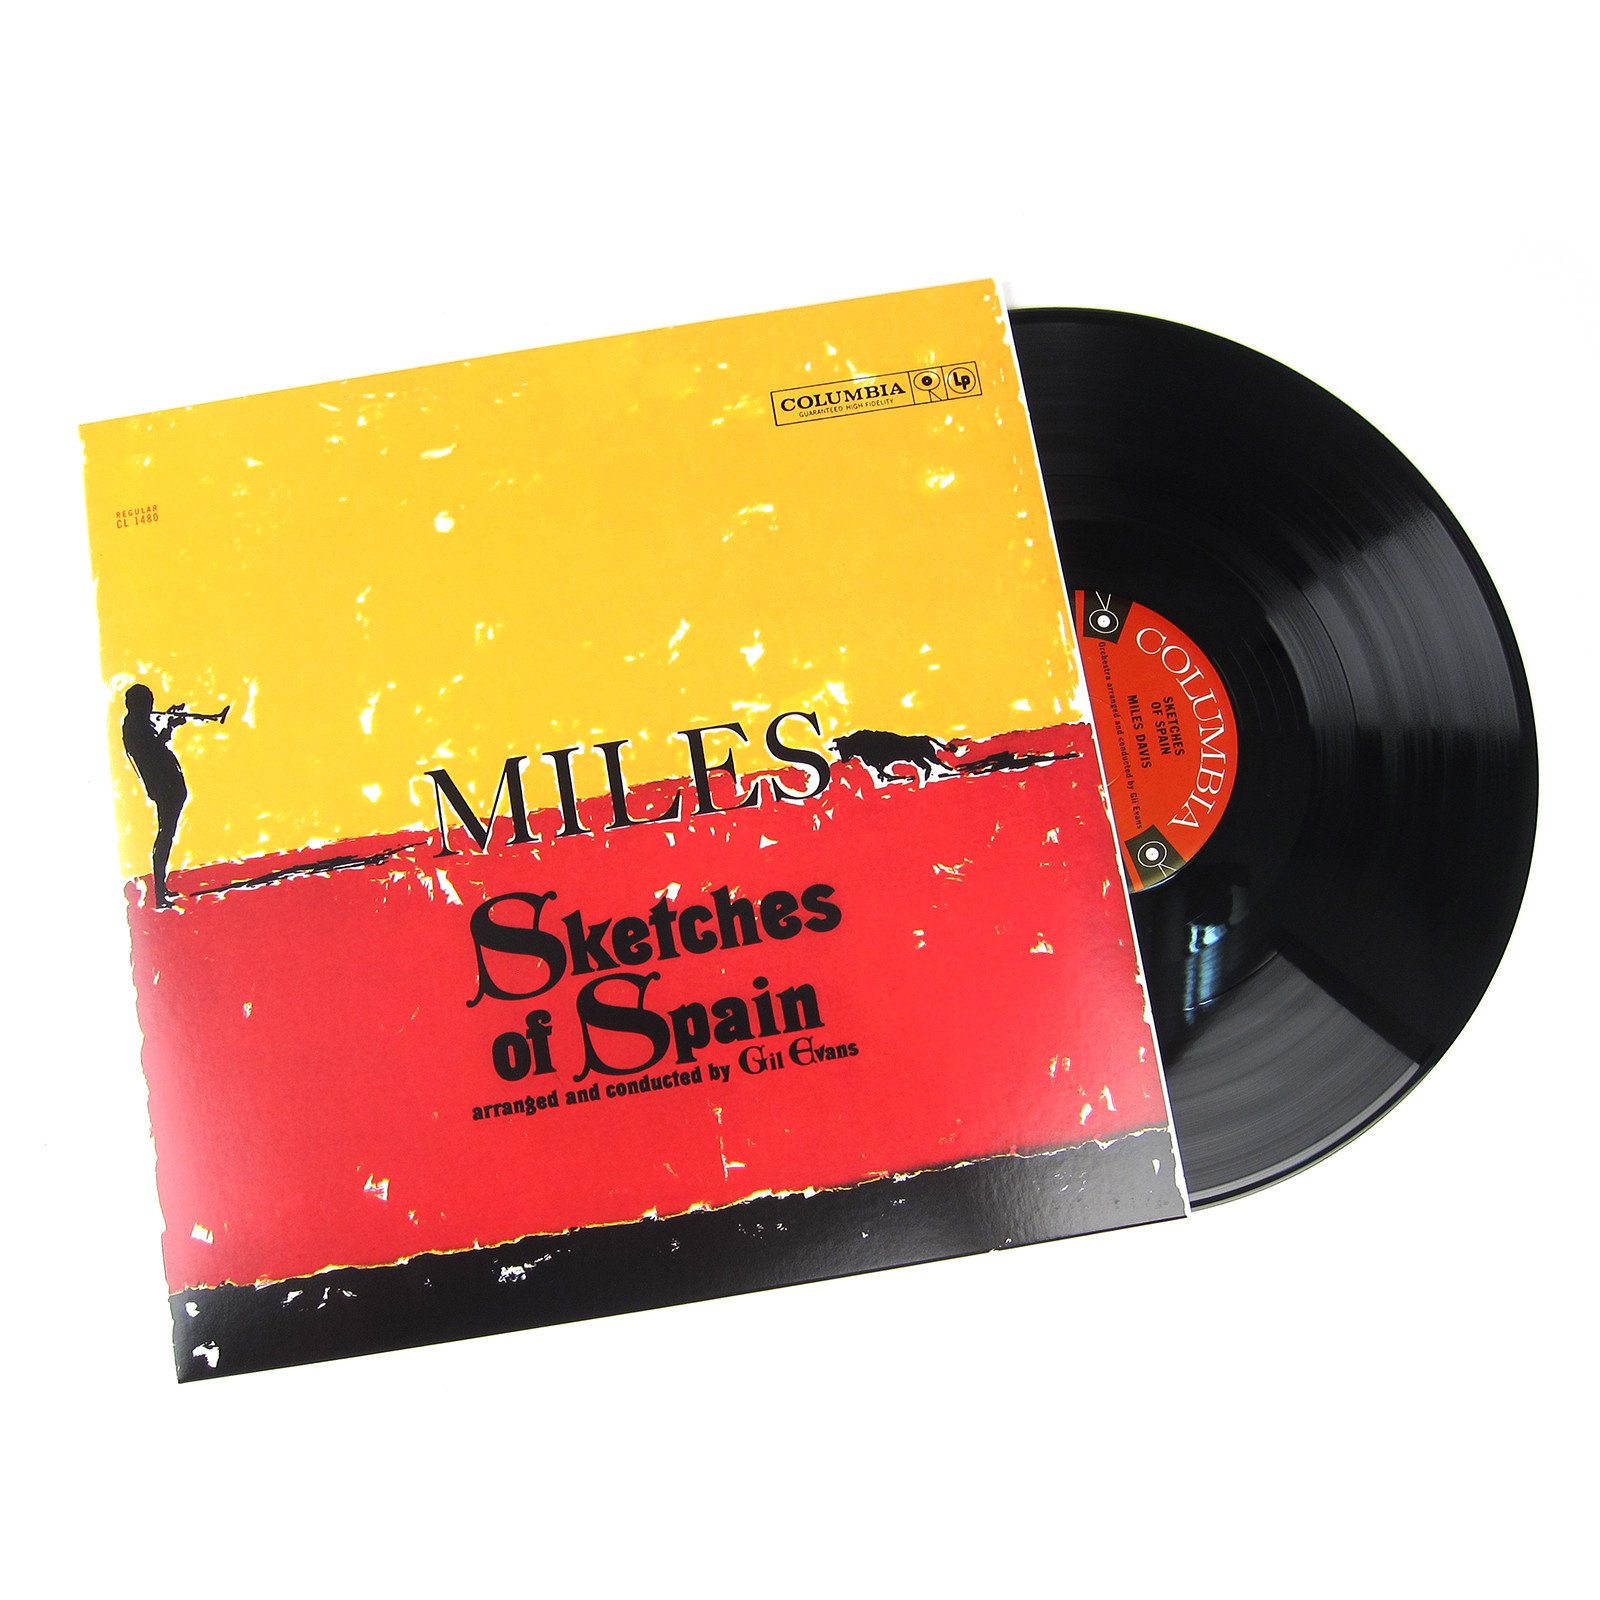 COLUMBIA
GUARANTEED HIGH FIDELITY
Lp
REGULAR
CL 1480
MILES
Sketches
of Spain
arranged and conducted by Gil Evans
COLUMBIA
SKETCHES
OF SPAIN
MILES DAVIS
Orchestra arranged and conducted by Gil Evans